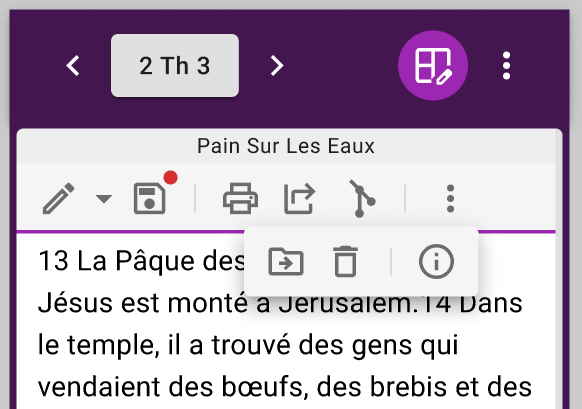 2 Th 3
Pain Sur Les Eaux
13 La Pâque des
Jésus est monté à Jérusalem.14 Dans
le temple, il a trouvé des gens qui
vendaient des bœufs, des brebis et des